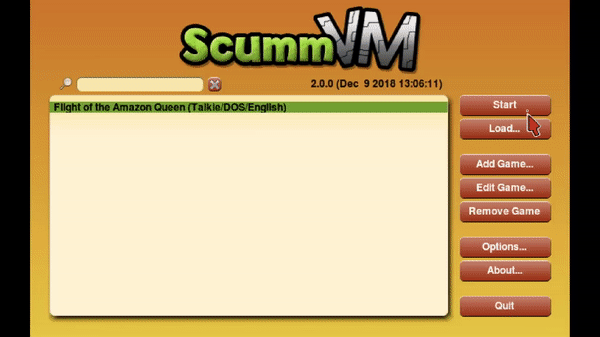 ScummVM
2.0.0 (Dec 9 2018 13:06:11)
Flight of the Amazon Queen (Talkie/DOS/English)
Start
Load...
Add Game...
Edit Game...
Remove Game
Options...
About...
Quit